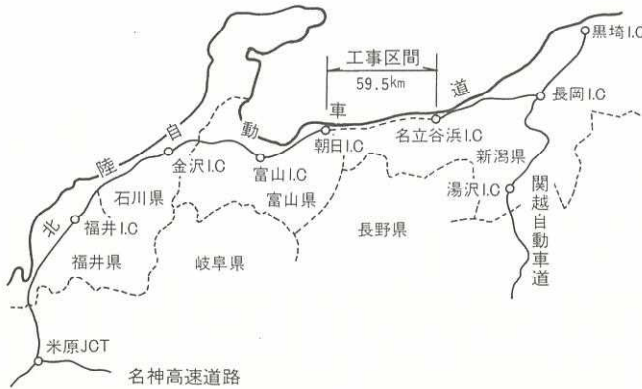 黒埼I.C
工事区間
59.5km
長岡I.C
北陸自動車道
朝日I.C
名立谷浜I.C
金沢I.C
富山I.C
新潟県
石川県
富山県
湯沢I.C
福井I.C
長野県
関越自動車道
福井県
岐阜県
米原JCT
名神高速道路